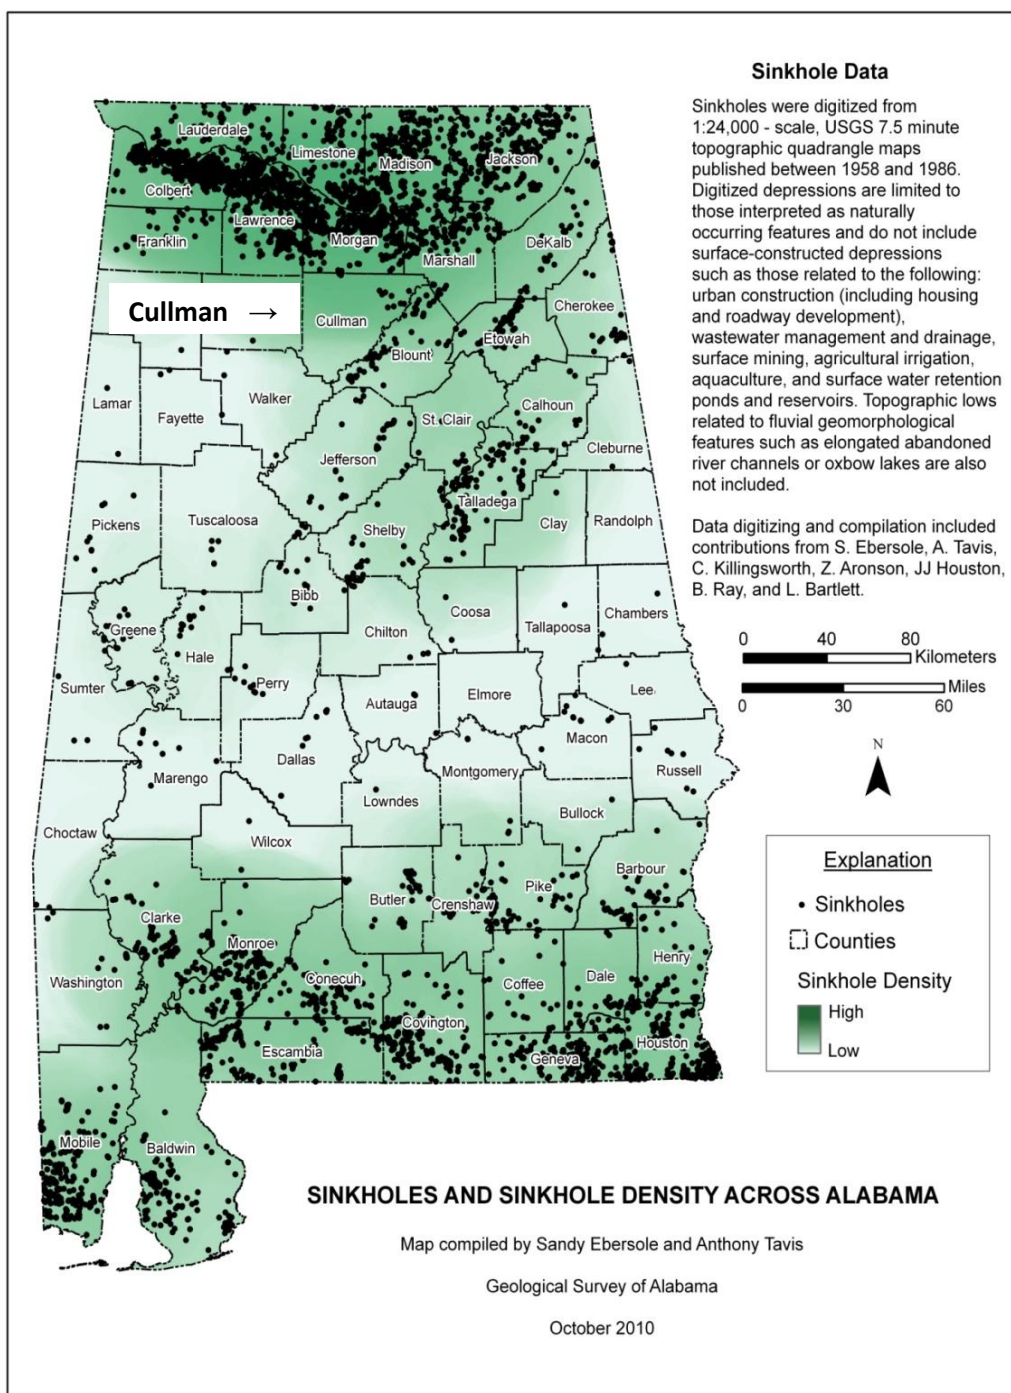 Sinkhole Data
Sinkholes were digitized from
1:24,000 - scale, USGS 7.5 minute
topographic quadrangle maps
published between 1958 and 1986.
Digitized depressions are limited to
those interpreted as naturally
occurring features and do not include
surface-constructed depressions
such as those related to the following:
urban construction (including housing
and roadway development),
wastewater management and drainage,
surface mining, agricultural irrigation,
aquaculture, and surface water retention
ponds and reservoirs. Topographic lows
related to fluvial geomorphological
features such as elongated abandoned
river channels or oxbow lakes are also
not included.
Data digitizing and compilation included
contributions from S. Ebersole, A. Tavis,
C. Killingsworth, Z. Aronson, JJ Houston,
B. Ray, and L. Bartlett.
0 40 80
Kilometers
Miles
0 30 60
N
Explanation
Sinkholes
Counties
Sinkhole Density
High
Low
Lauderdale
Limestone
Madison
Jackson
Colbert
Lawrence
Franklin
Morgan
Marshall
DeKalb
Cullman →
Cullman
Cherokee
Etowah
Blount
Lamar
Fayette
Walker
St. Clair
Calhoun
Cleburne
Jefferson
Pickens
Tuscaloosa
Talladega
Shelby
Clay
Randolph
Bibb
Coosa
Chambers
Greene
Hale
Chilton
Tallapoosa
Sumter
Perry
Autauga
Elmore
Lee
Macon
Marengo
Dallas
Montgomery
Russell
Lowndes
Bullock
Choctaw
Wilcox
Barbour
Butler
Crenshaw
Pike
Clarke
Monroe
Washington
Conecuh
Coffee
Dale
Henry
Covington
Escambia
Geneva
Houston
Mobile
Baldwin
SINKHOLES AND SINKHOLE DENSITY ACROSS ALABAMA
Map compiled by Sandy Ebersole and Anthony Tavis
Geological Survey of Alabama
October 2010